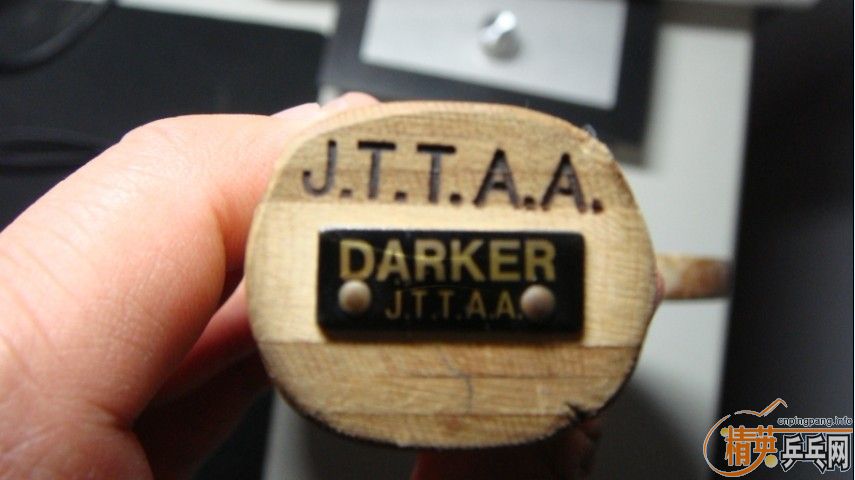 J.T.T.A.A.
DARKER
J.T.T.A.A.
cnpingpang.info
精英乒乓网